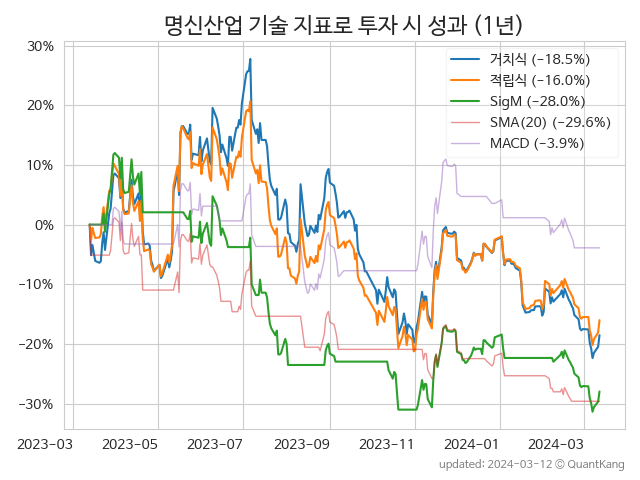 명신산업 기술 지표로 투자 시 성과 (1년)
30%
20%
10%
0%
−10%
−20%
−30%
거치식 (−18.5%)
적립식 (−16.0%)
SigM (−28.0%)
SMA(20) (−29.6%)
MACD (−3.9%)
2023-03
2023-05
2023-07
2023-09
2023-11
2024-01
2024-03
updated: 2024-03-12 © QuantKang